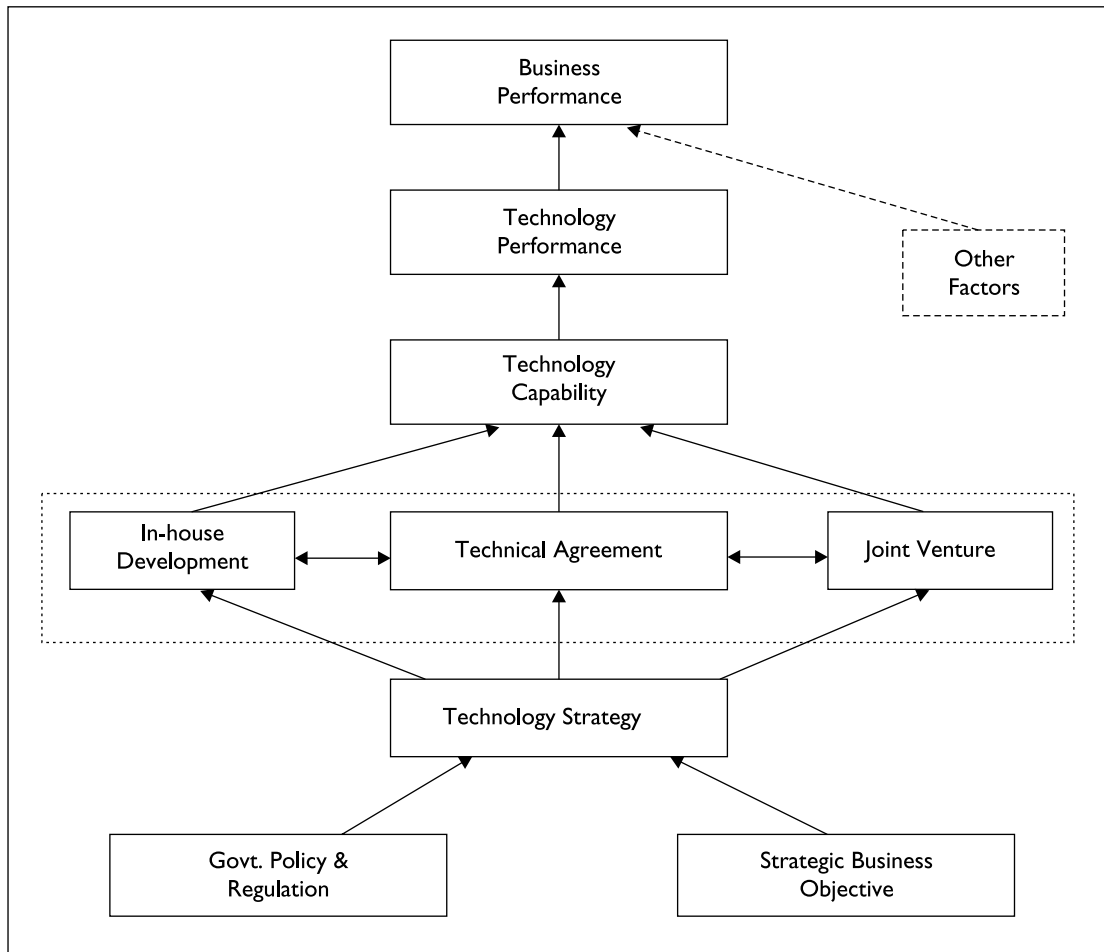 Business
Performance
Technology
Performance
Other
Factors
Technology
Capability
In-house
Development
Technical Agreement
Joint Venture
Technology Strategy
Govt. Policy &
Regulation
Strategic Business
Objective